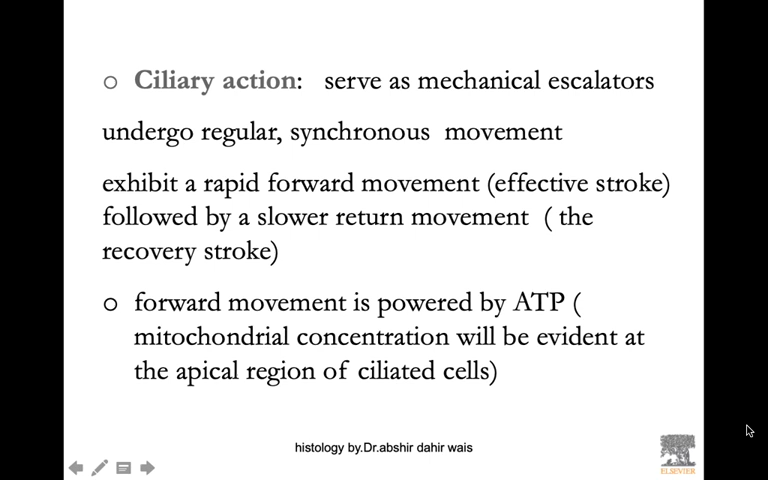 ○ Ciliary action: serve as mechanical escalators
undergo regular, synchronous movement
exhibit a rapid forward movement (effective stroke)
followed by a slower return movement ( the
recovery stroke)
○ forward movement is powered by ATP (
mitochondrial concentration will be evident at
the apical region of ciliated cells)
histology by.Dr.abshir dahir wais
ELSEVIER